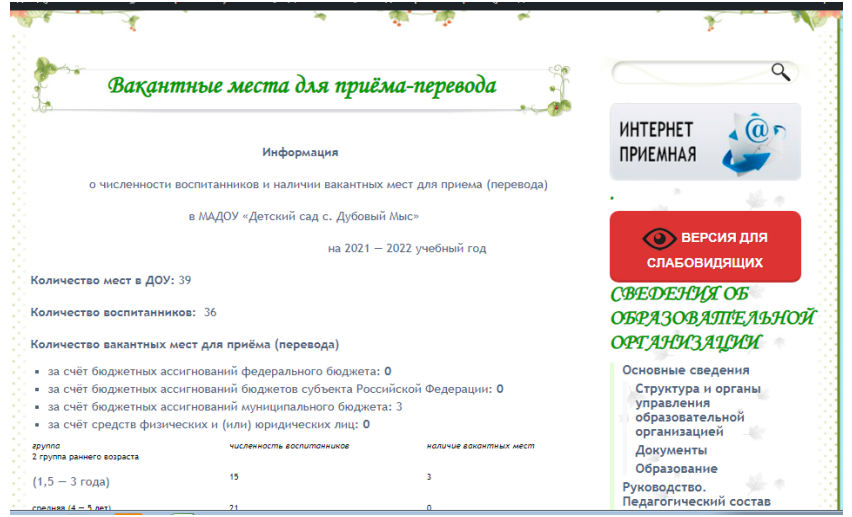 Вакантные места для приёма-перевода
Информация
о численности воспитанников и наличии вакантных мест для приема (перевода)
в МАДОУ «Детский сад с. Дубовый Мыс»
на 2021 — 2022 учебный год
Количество мест в ДОУ: 39
Количество воспитанников: 36
Количество вакантных мест для приёма (перевода)
за счёт бюджетных ассигнований федерального бюджета: 0
за счёт бюджетных ассигнований бюджетов субъекта Российской Федерации: 0
за счёт бюджетных ассигнований муниципального бюджета: 3
за счёт средств физических и (или) юридических лиц: 0
группа численность воспитанников наличие вакантных мест
2 группа раннего возраста
(1,5 — 3 года) 15 3
средняя (4 — 5 лет) 21 0
ИНТЕРНЕТ
ПРИЕМНАЯ
ВЕРСИЯ ДЛЯ
СЛАБОВИДЯЩИХ
СВЕДЕНИЯ ОБ
ОБРАЗОВАТЕЛЬНОЙ
ОРГАНИЗАЦИИ
Основные сведения
Структура и органы
управления
образовательной
организацией
Документы
Образование
Руководство.
Педагогический состав